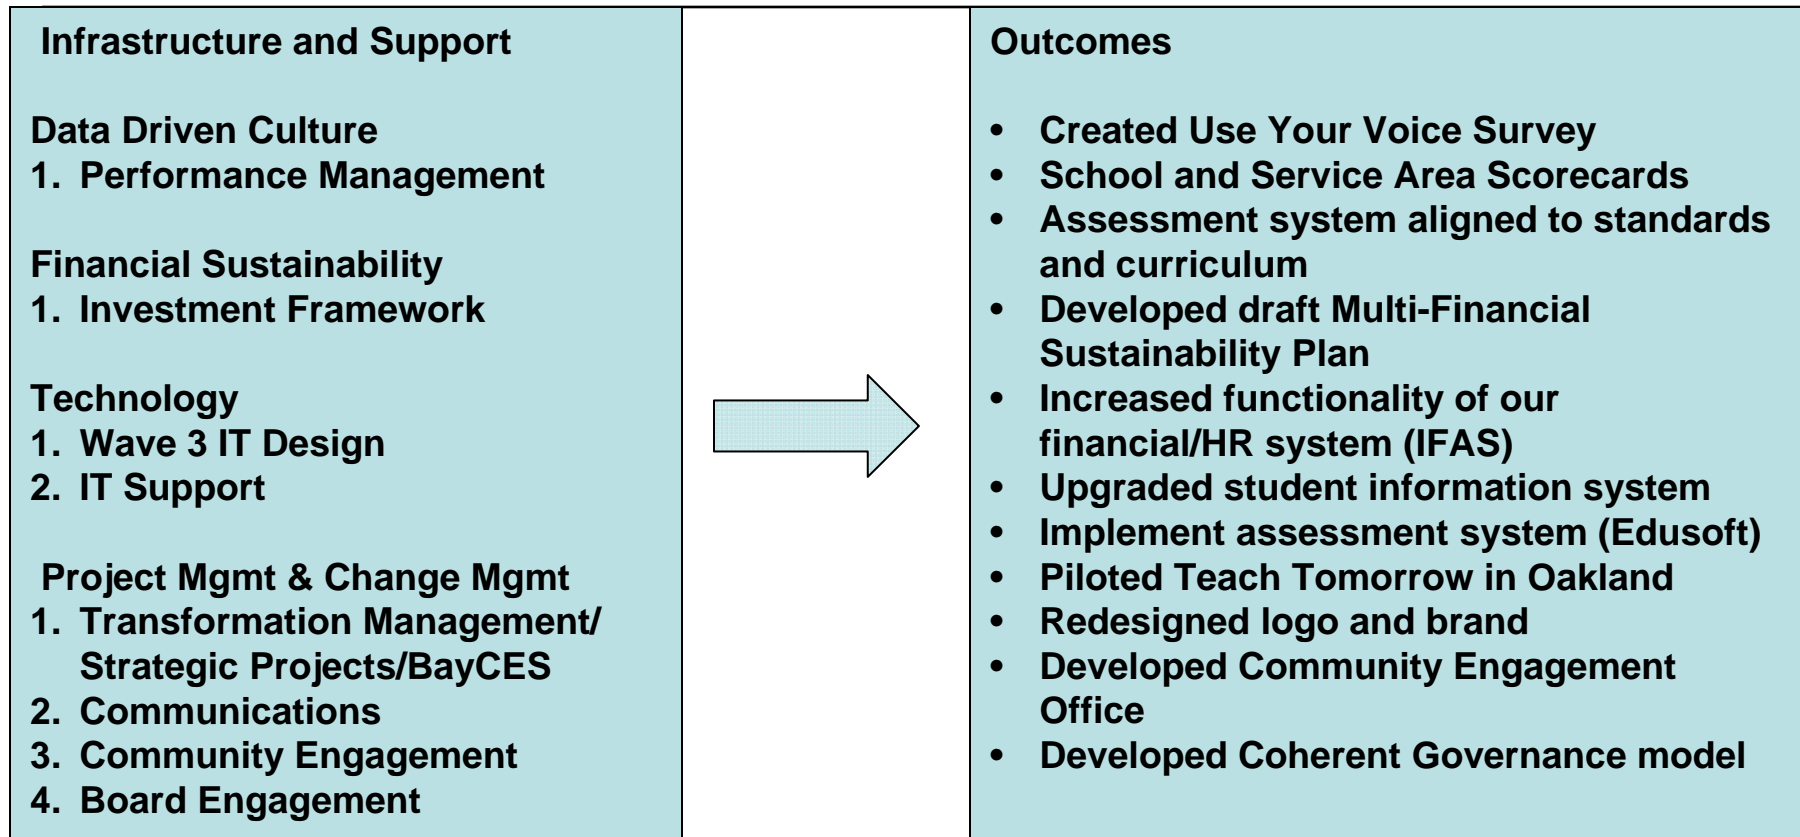 Infrastructure and Support
Data Driven Culture
1. Performance Management
Financial Sustainability
1. Investment Framework
Technology
1. Wave 3 IT Design
2. IT Support
Project Mgmt & Change Mgmt
1. Transformation Management/
Strategic Projects/BayCES
2. Communications
3. Community Engagement
4. Board Engagement
Outcomes
• Created Use Your Voice Survey
• School and Service Area Scorecards
• Assessment system aligned to standards
and curriculum
• Developed draft Multi-Financial
Sustainability Plan
• Increased functionality of our
financial/HR system (IFAS)
• Upgraded student information system
• Implement assessment system (Edusoft)
• Piloted Teach Tomorrow in Oakland
• Redesigned logo and brand
• Developed Community Engagement
Office
• Developed Coherent Governance model